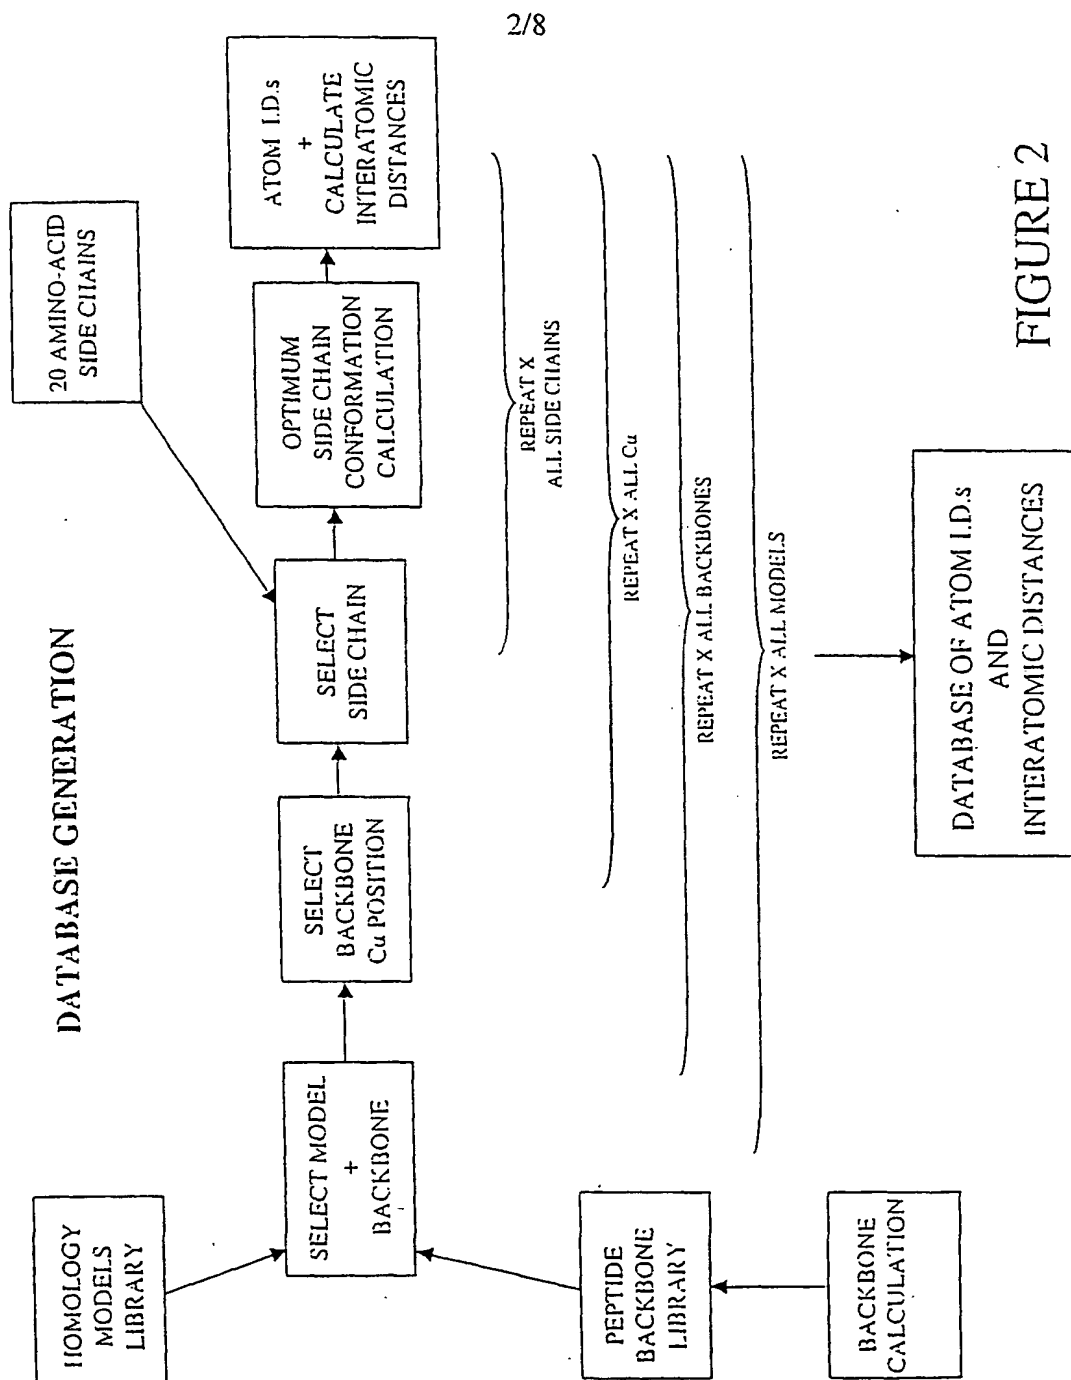 2/8
DATABASE GENERATION
HOMOLOGY
MODELS
LIBRARY
20 AMINO-ACID
SIDE CHAINS
SELECT MODEL
+
BACKBONE
SELECT
BACKBONE
Cu POSITION
SELECT
SIDE CHAIN
OPTIMUM
SIDE CHAIN
CONFORMATION
CALCULATION
ATOM I.D.s
+
CALCULATE
INTERATOMIC
DISTANCES
PEPTIDE
BACKBONE
LIBRARY
BACKBONE
CALCULATION
REPEAT X
ALL SIDE CHAINS
REPEAT X ALL Cu
REPEAT X ALL BACKBONES
REPEAT X ALL MODELS
DATABASE OF ATOM I.D.s
AND
INTERATOMIC DISTANCES
FIGURE 2